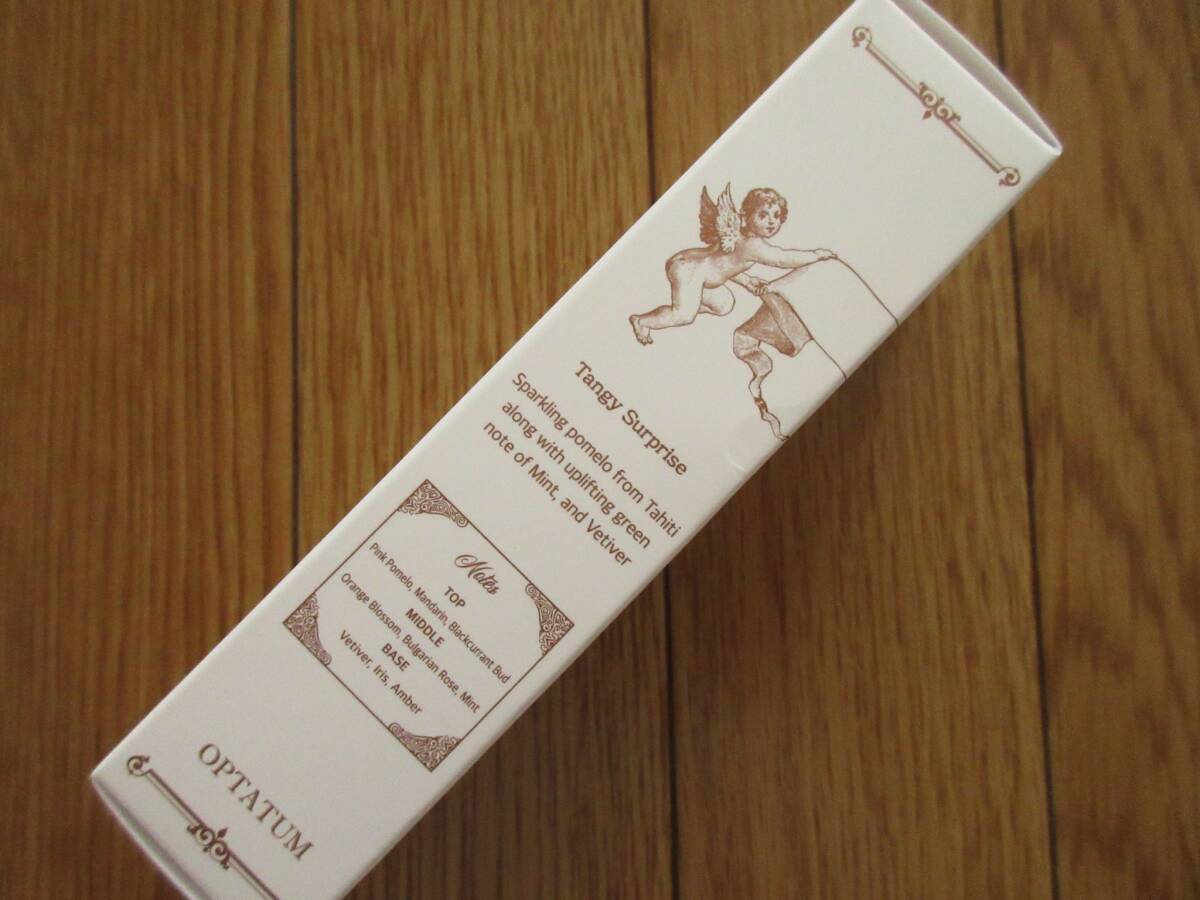 Tangy Surprise
Sparkling pomelo from Tahiti
along with uplifting green
note of Mint, and Vetiver
Notes
TOP
Pink Pomelo, Mandarin, Blackcurrant Bud
MIDDLE
Orange Blossom, Bulgarian Rose, Mint
BASE
Vetiver, Iris, Amber
OPTATUM